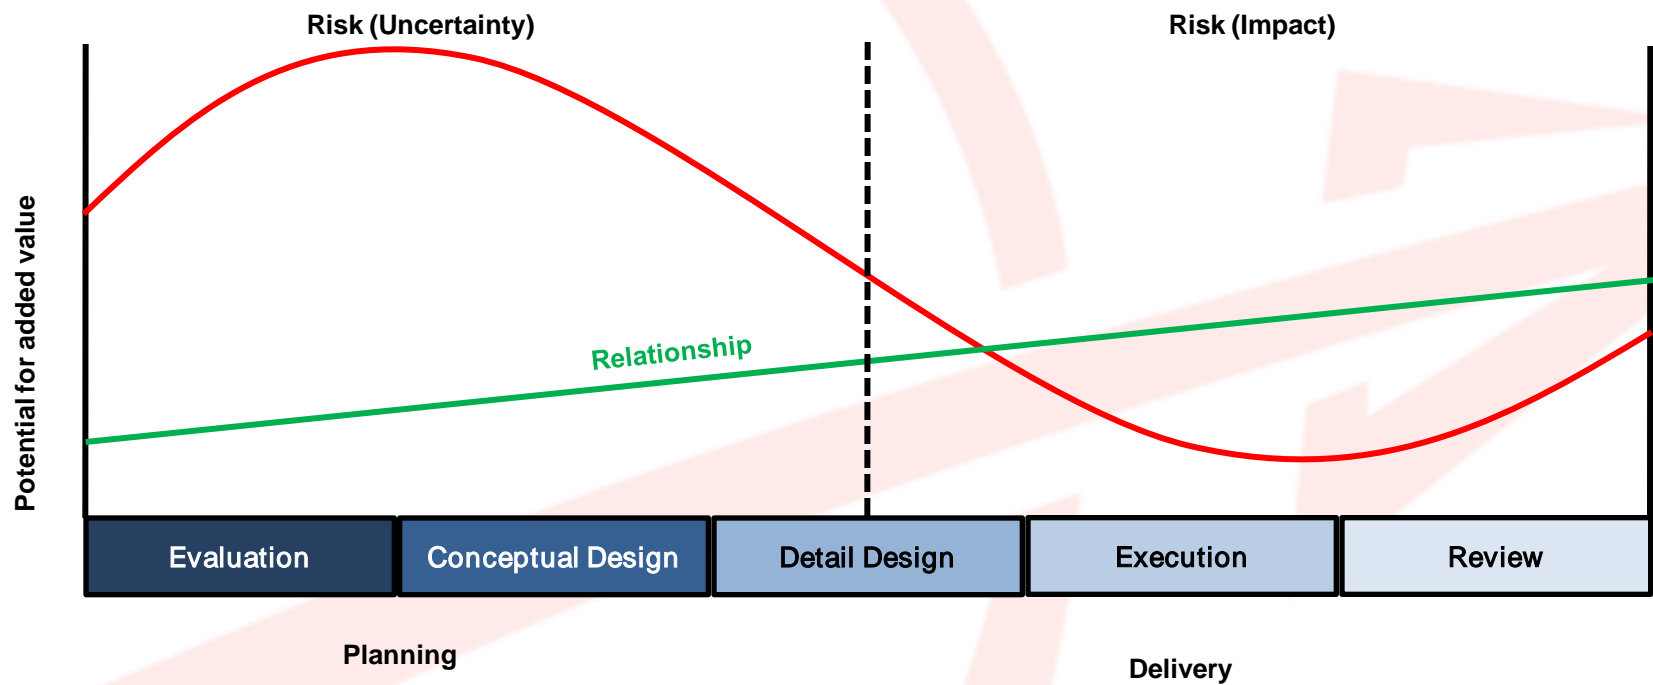 Risk (Uncertainty)
Risk (Impact)
Potential for added value
Relationship
Evaluation
Conceptual Design
Detail Design
Execution
Review
Planning
Delivery